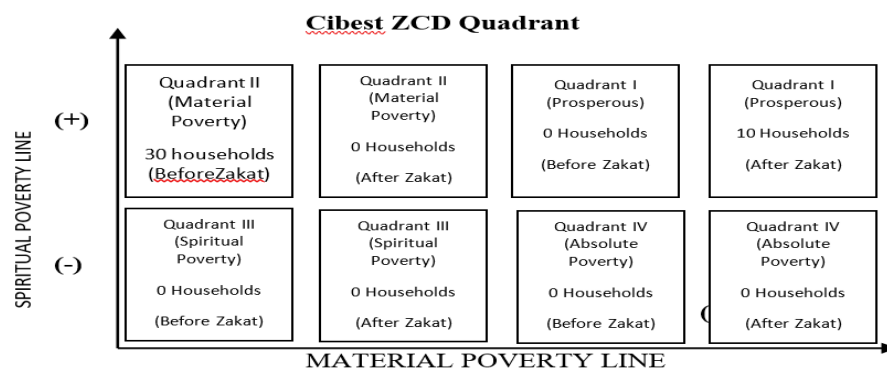 Cibest ZCD Quadrant
SPIRITUAL POVERTY LINE
(+)
Quadrant II
(Material
Poverty)
30 households
(BeforeZakat)
Quadrant II
(Material
Poverty)
0 Households
(After Zakat)
Quadrant I
(Prosperous)
0 Households
(Before Zakat)
Quadrant I
(Prosperous)
10 Households
(After Zakat)
(-)
Quadrant III
(Spiritual
Poverty)
0 Households
(Before Zakat)
Quadrant III
(Spiritual
Poverty)
0 Households
(After Zakat)
Quadrant IV
(Absolute
Poverty)
0 Households
(Before Zakat)
(
Quadrant IV
(Absolute
Poverty)
0 Households
(After Zakat)
MATERIAL POVERTY LINE